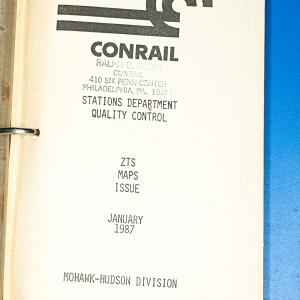 CONRAIL
RALPH
CONRAIL
410 SIX PENN CENTER
PHILADELPHIA, PA.
STATIONS DEPARTMENT
QUALITY CONTROL
ZTS
MAPS
ISSUE
JANUARY
1987
MOHAWK-HUDSON DIVISION